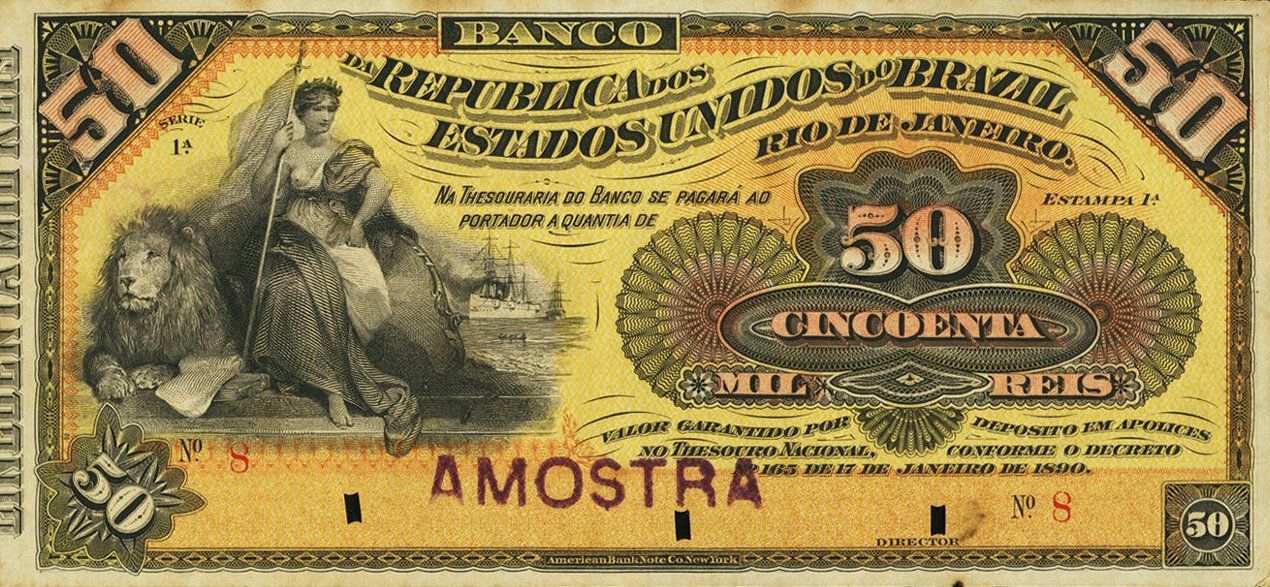 BANCO
DA REPUBLICA DOS
ESTADOS UNIDOS DO BRAZIL
RIO DE JANEIRO.
50
50
SERIE
1.ª
NA THESOURARIA DO BANCO SE PAGARÁ AO
PORTADOR A QUANTIA DE
ESTAMPA 1.ª
50
CINCOENTA
MIL REIS
VALOR GARANTIDO POR DEPOSITO EM APOLICES
NO THESOURO NACIONAL, CONFORME O DECRETO
165 DE 17 DE JANEIRO DE 1890.
Nº 8
AMOSTRA
Nº 8
50
50
DIRECTOR
American Bank Note Co. New York